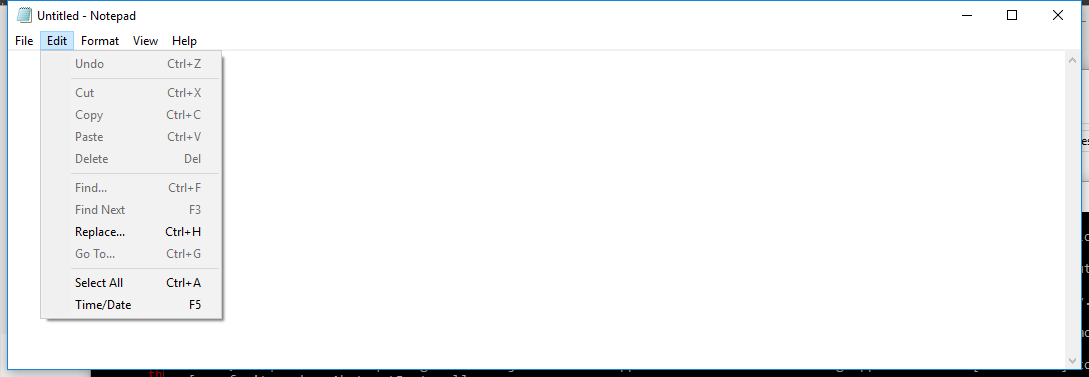 Untitled - Notepad
File Edit Format View Help
Undo Ctrl+Z
Cut Ctrl+X
Copy Ctrl+C
Paste Ctrl+V
Delete Del
Find... Ctrl+F
Find Next F3
Replace... Ctrl+H
Go To... Ctrl+G
Select All Ctrl+A
Time/Date F5